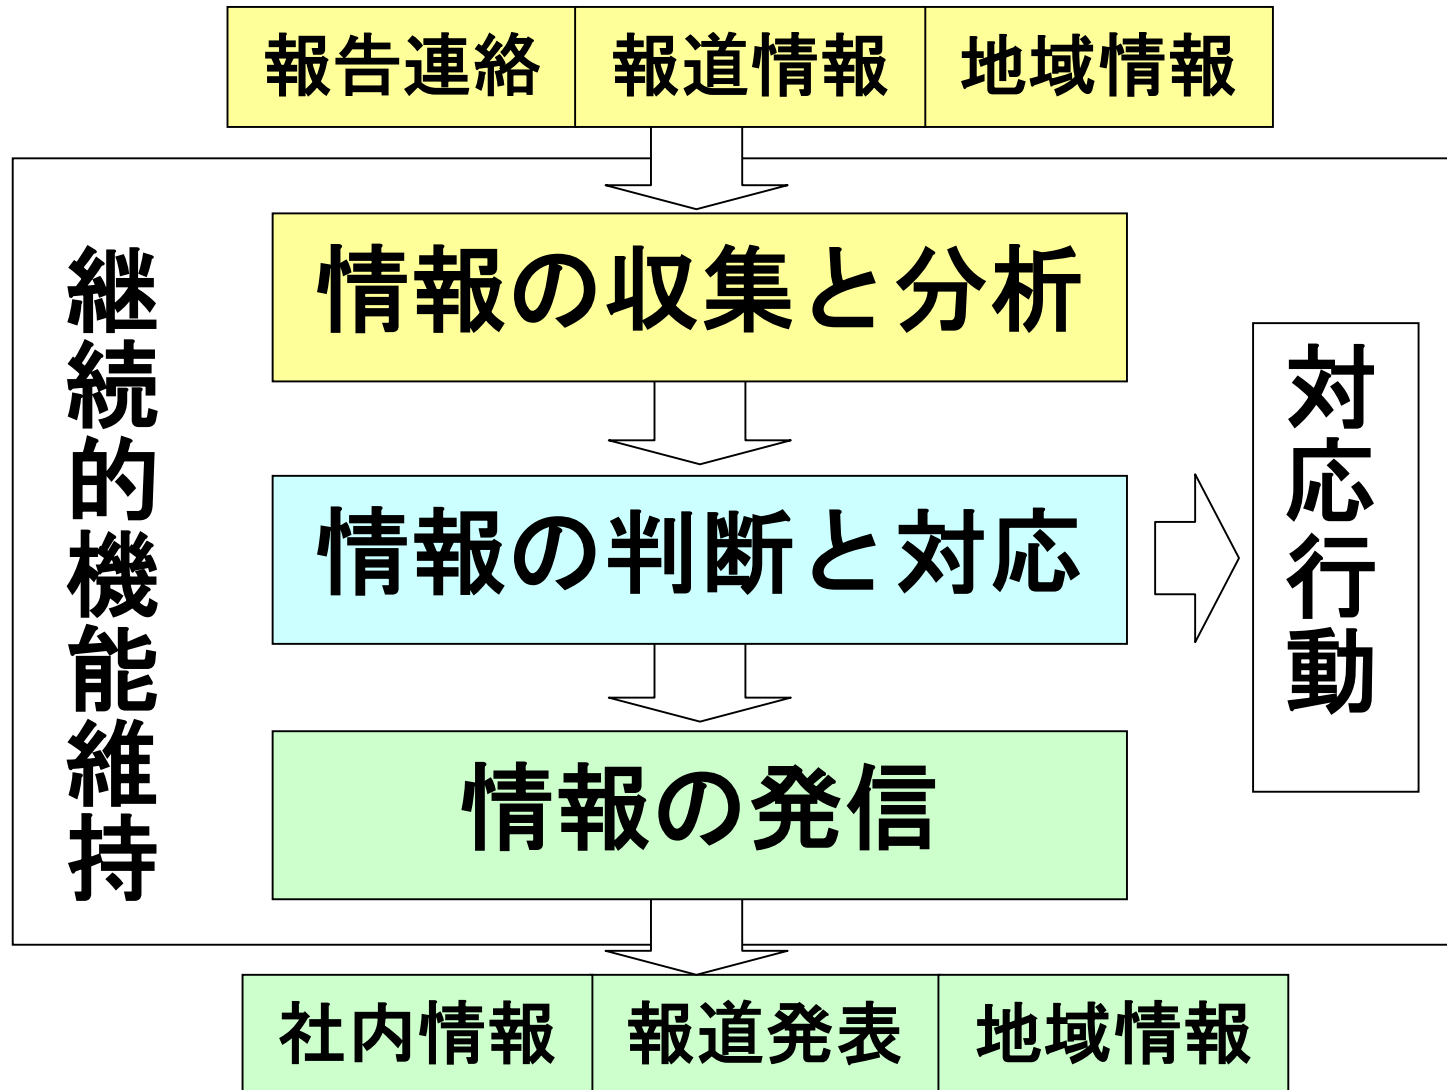 報告連絡 報道情報 地域情報
継続的機能維持
情報の収集と分析
情報の判断と対応
対応行動
情報の発信
社内情報 報道発表 地域情報